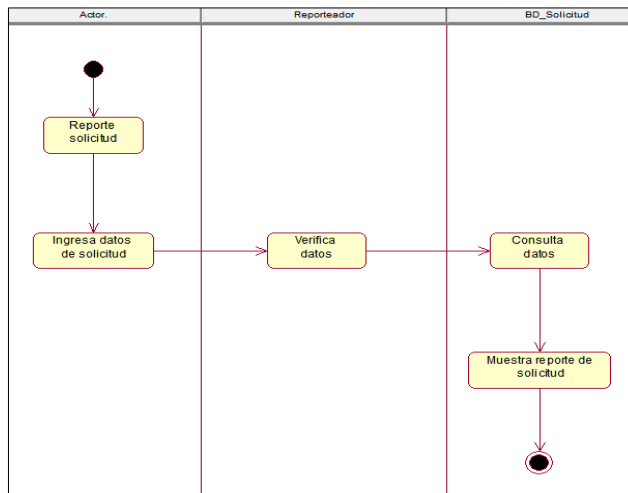 Actor.
Reporteador
BD_Solicitud
Reporte
solicitud
Ingresa datos
de solicitud
Verifica
datos
Consulta
datos
Muestra reporte de
solicitud